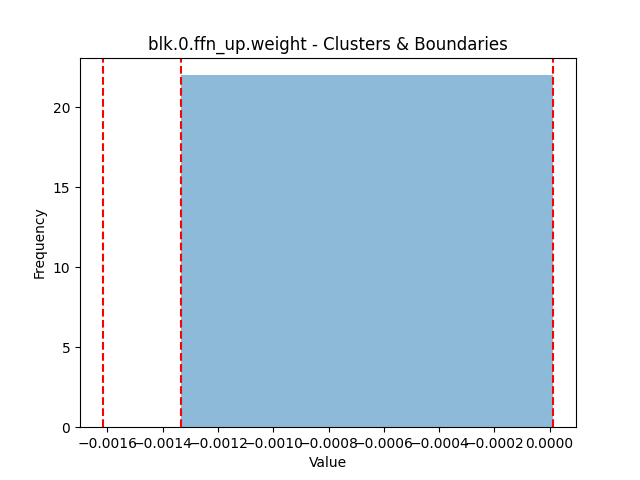 blk.0.ffn_up.weight - Clusters & Boundaries
Frequency
20
15
10
5
0
−0.0016 −0.0014 −0.0012 −0.0010 −0.0008 −0.0006 −0.0004 −0.0002 0.0000
Value